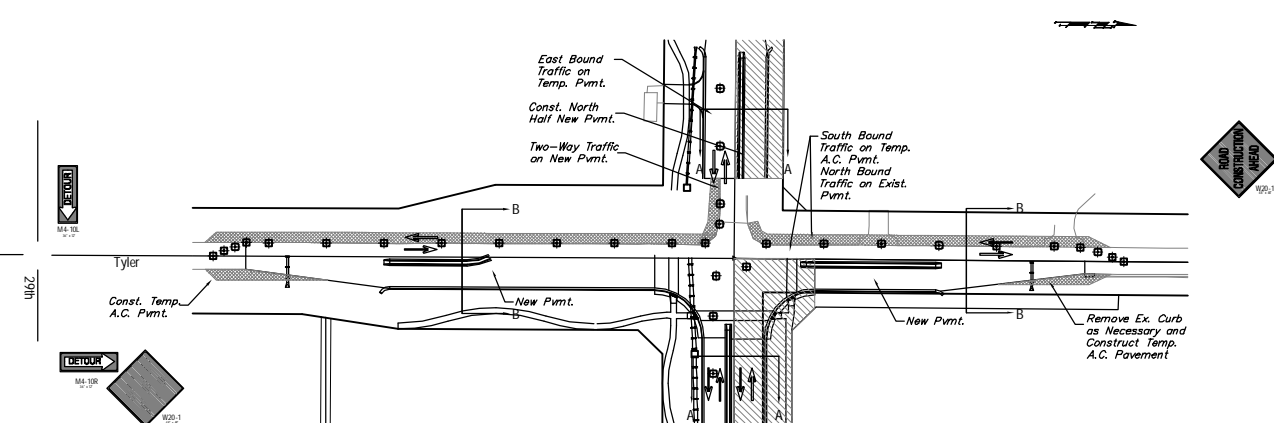 East Bound
Traffic on
Temp. Pvmt.
Const. North
Half New Pvmt.
Two-Way Traffic
on New Pvmt.
South Bound
Traffic on Temp.
A.C. Pvmt.
North Bound
Traffic on Exist.
Pvmt.
A
A
ROAD
CONSTRUCTION
AHEAD
W20-1
DETOUR
M4-10L
B
B
Tyler
29th
Const. Temp.
A.C. Pvmt.
New Pvmt.
B
New Pvmt.
B
Remove Ex. Curb
as Necessary and
Construct Temp.
A.C. Pavement
DETOUR
M4-10R
W20-1
A
A